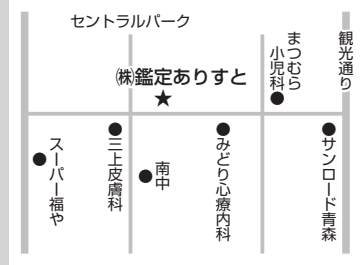 セントラルパーク
観光通り
まつむら
小児科
㈱鑑定ありすと
スーパー福や
三上皮膚科
南中
みどり心療内科
サンロード青森